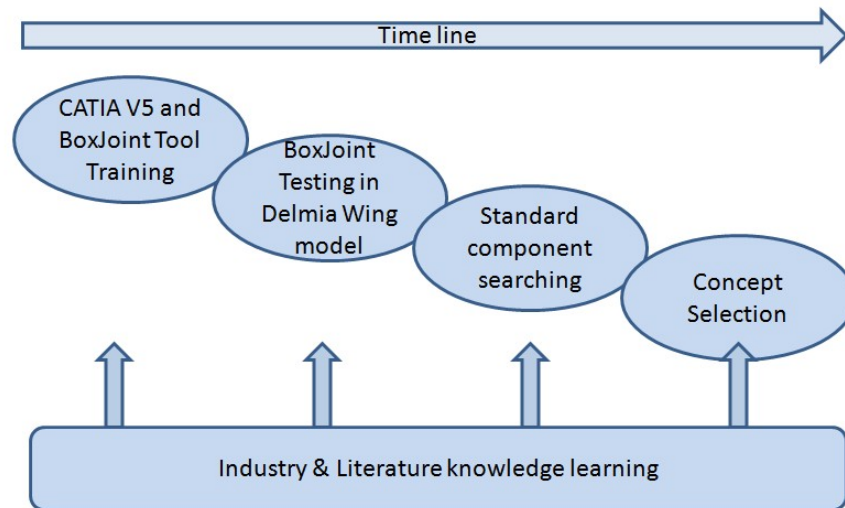 Time line
CATIA V5 and
BoxJoint Tool
Training
BoxJoint
Testing in
Delmia Wing
model
Standard
component
searching
Concept
Selection
Industry & Literature knowledge learning